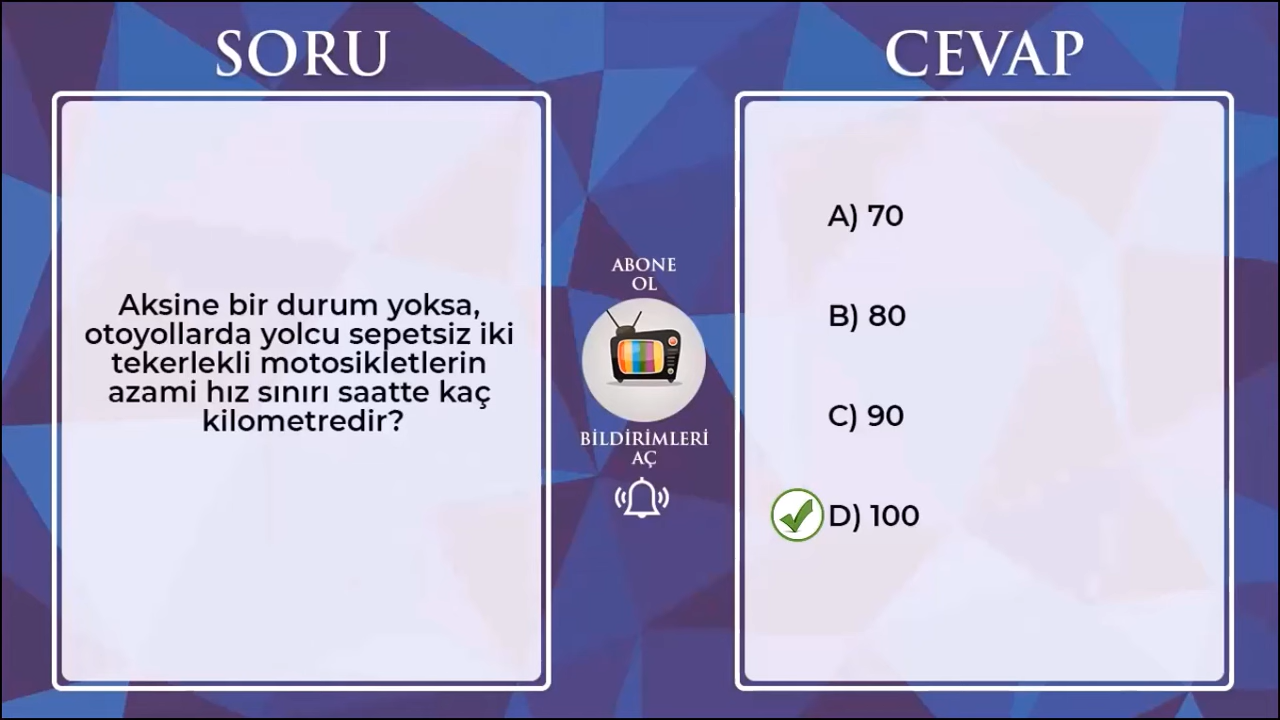 SORU
Aksine bir durum yoksa,
otoyollarda yolcu sepetsiz iki
tekerlekli motosikletlerin
azami hız sınırı saatte kaç
kilometredir?
ABONE
OL
BİLDİRİMLERİ
AÇ
CEVAP
A) 70
B) 80
C) 90
D) 100